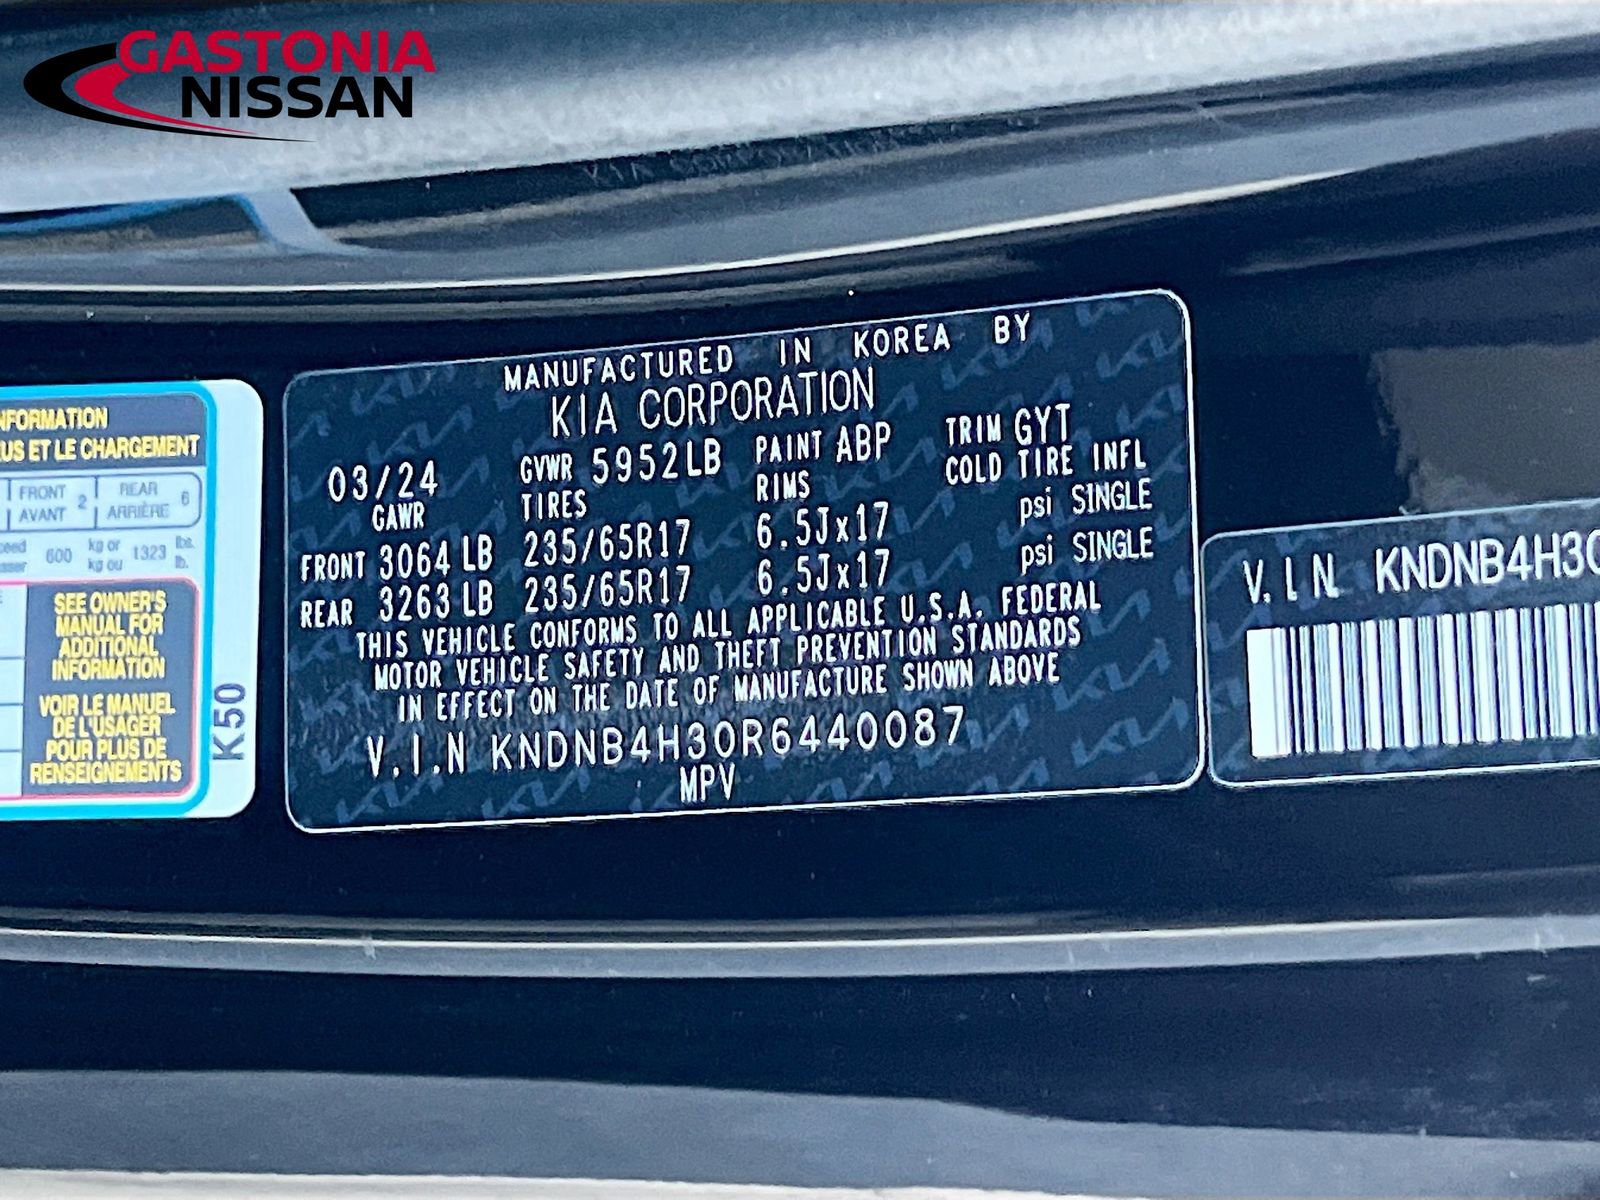 GASTONIA
NISSAN
MANUFACTURED IN KOREA BY
KIA CORPORATION
03/24 GVWR 5952LB PAINT ABP TRIM GYT
GAWR TIRES RIMS COLD TIRE INFL
FRONT 3064 LB 235/65R17 6.5Jx17 psi SINGLE
REAR 3263 LB 235/65R17 6.5Jx17 psi SINGLE
THIS VEHICLE CONFORMS TO ALL APPLICABLE U.S.A. FEDERAL
MOTOR VEHICLE SAFETY AND THEFT PREVENTION STANDARDS
IN EFFECT ON THE DATE OF MANUFACTURE SHOWN ABOVE
V.I.N KNDNB4H30R6440087
MPV
NFORMATION
US ET LE CHARGEMENT
FRONT 2 REAR 6
AVANT ARRIÈRE
ceed 600 kg or 1323 lbs.
sser kg ou lb.
SEE OWNER'S
MANUAL FOR
ADDITIONAL
INFORMATION
VOIR LE MANUEL
DE L'USAGER
POUR PLUS DE
RENSEIGNEMENTS
K50
V.I.N. KNDNB4H30